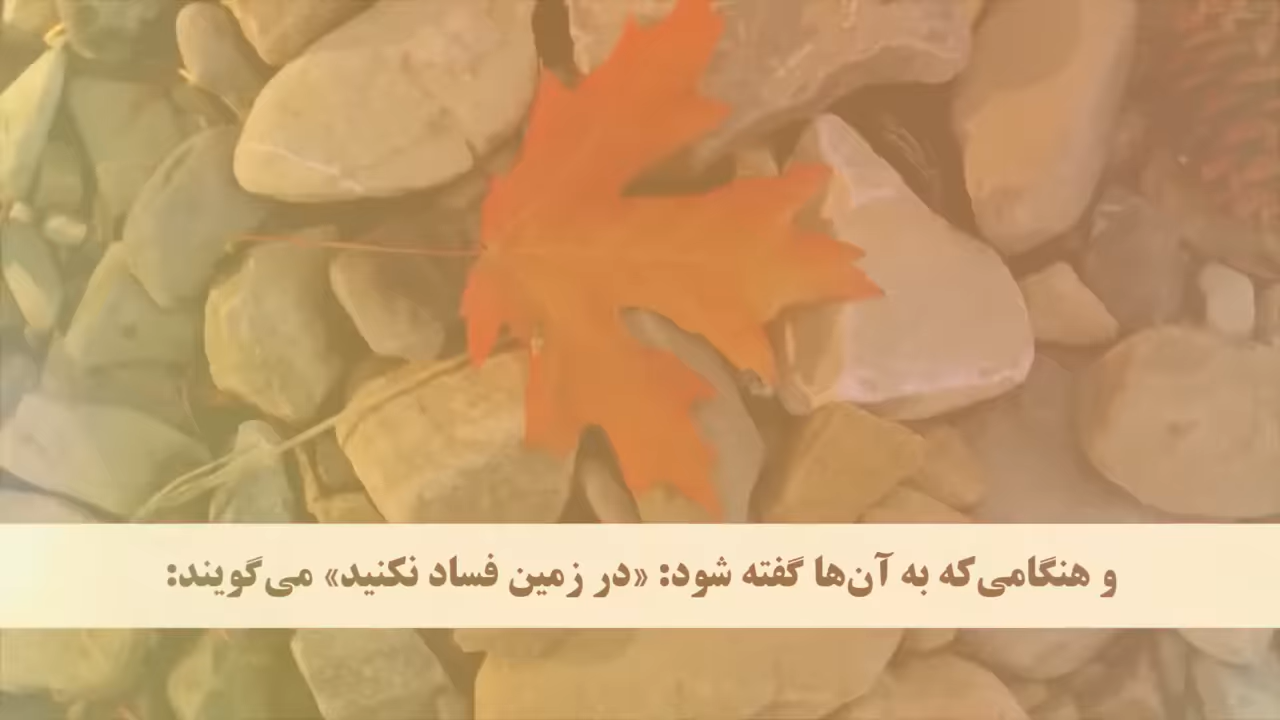 و هنگامی‌که به آن‌ها گفته شود: «در زمین فساد نکنید» می‌گویند: